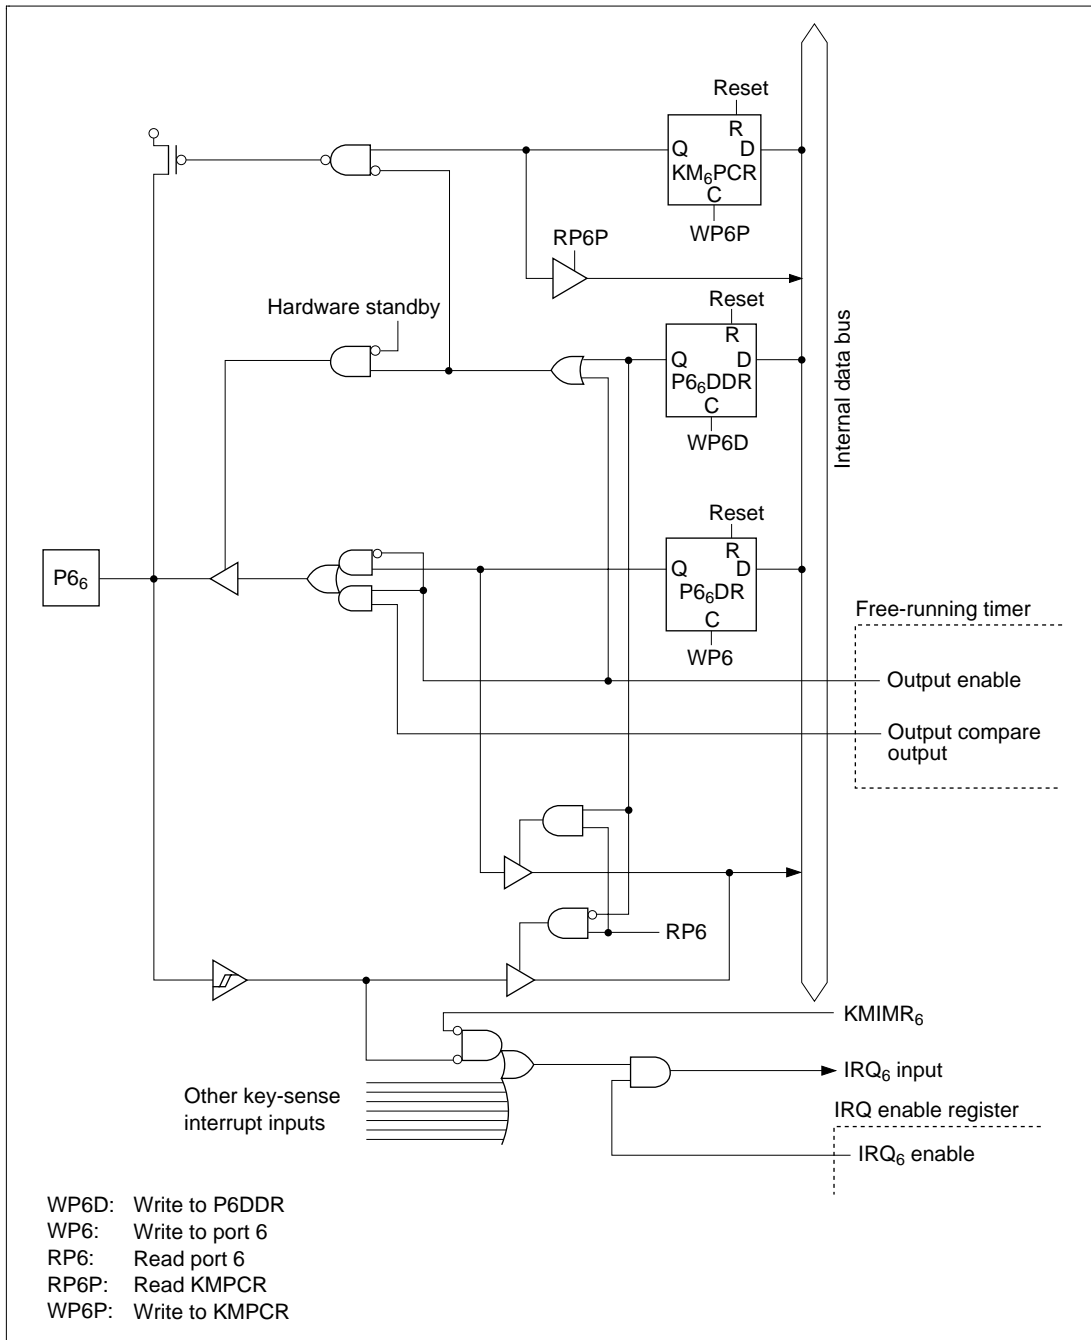 Reset
R
Q D
KM₆PCR
C
WP6P
RP6P
Hardware standby
Reset
R
Q D
P6₆DDR
C
WP6D
Internal data bus
Reset
R
Q D
P6₆DR
C
WP6
P6₆
Free-running timer
Output enable
Output compare
output
RP6
KMIMR₆
IRQ₆ input
Other key-sense
interrupt inputs
IRQ enable register
IRQ₆ enable
WP6D: Write to P6DDR
WP6: Write to port 6
RP6: Read port 6
RP6P: Read KMPCR
WP6P: Write to KMPCR